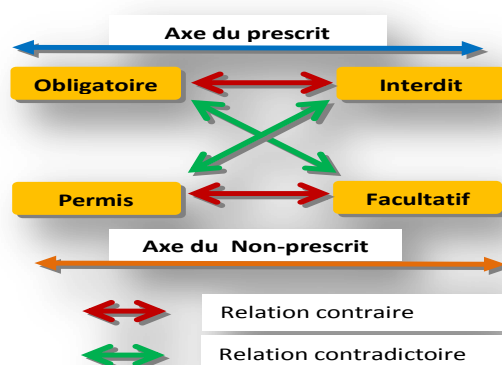 Axe du prescrit
Obligatoire Interdit
Permis Facultatif
Axe du Non-prescrit
Relation contraire
Relation contradictoire